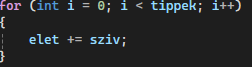 for (int i = 0; i < tippek; i++)
{
    elet += sziv;
}